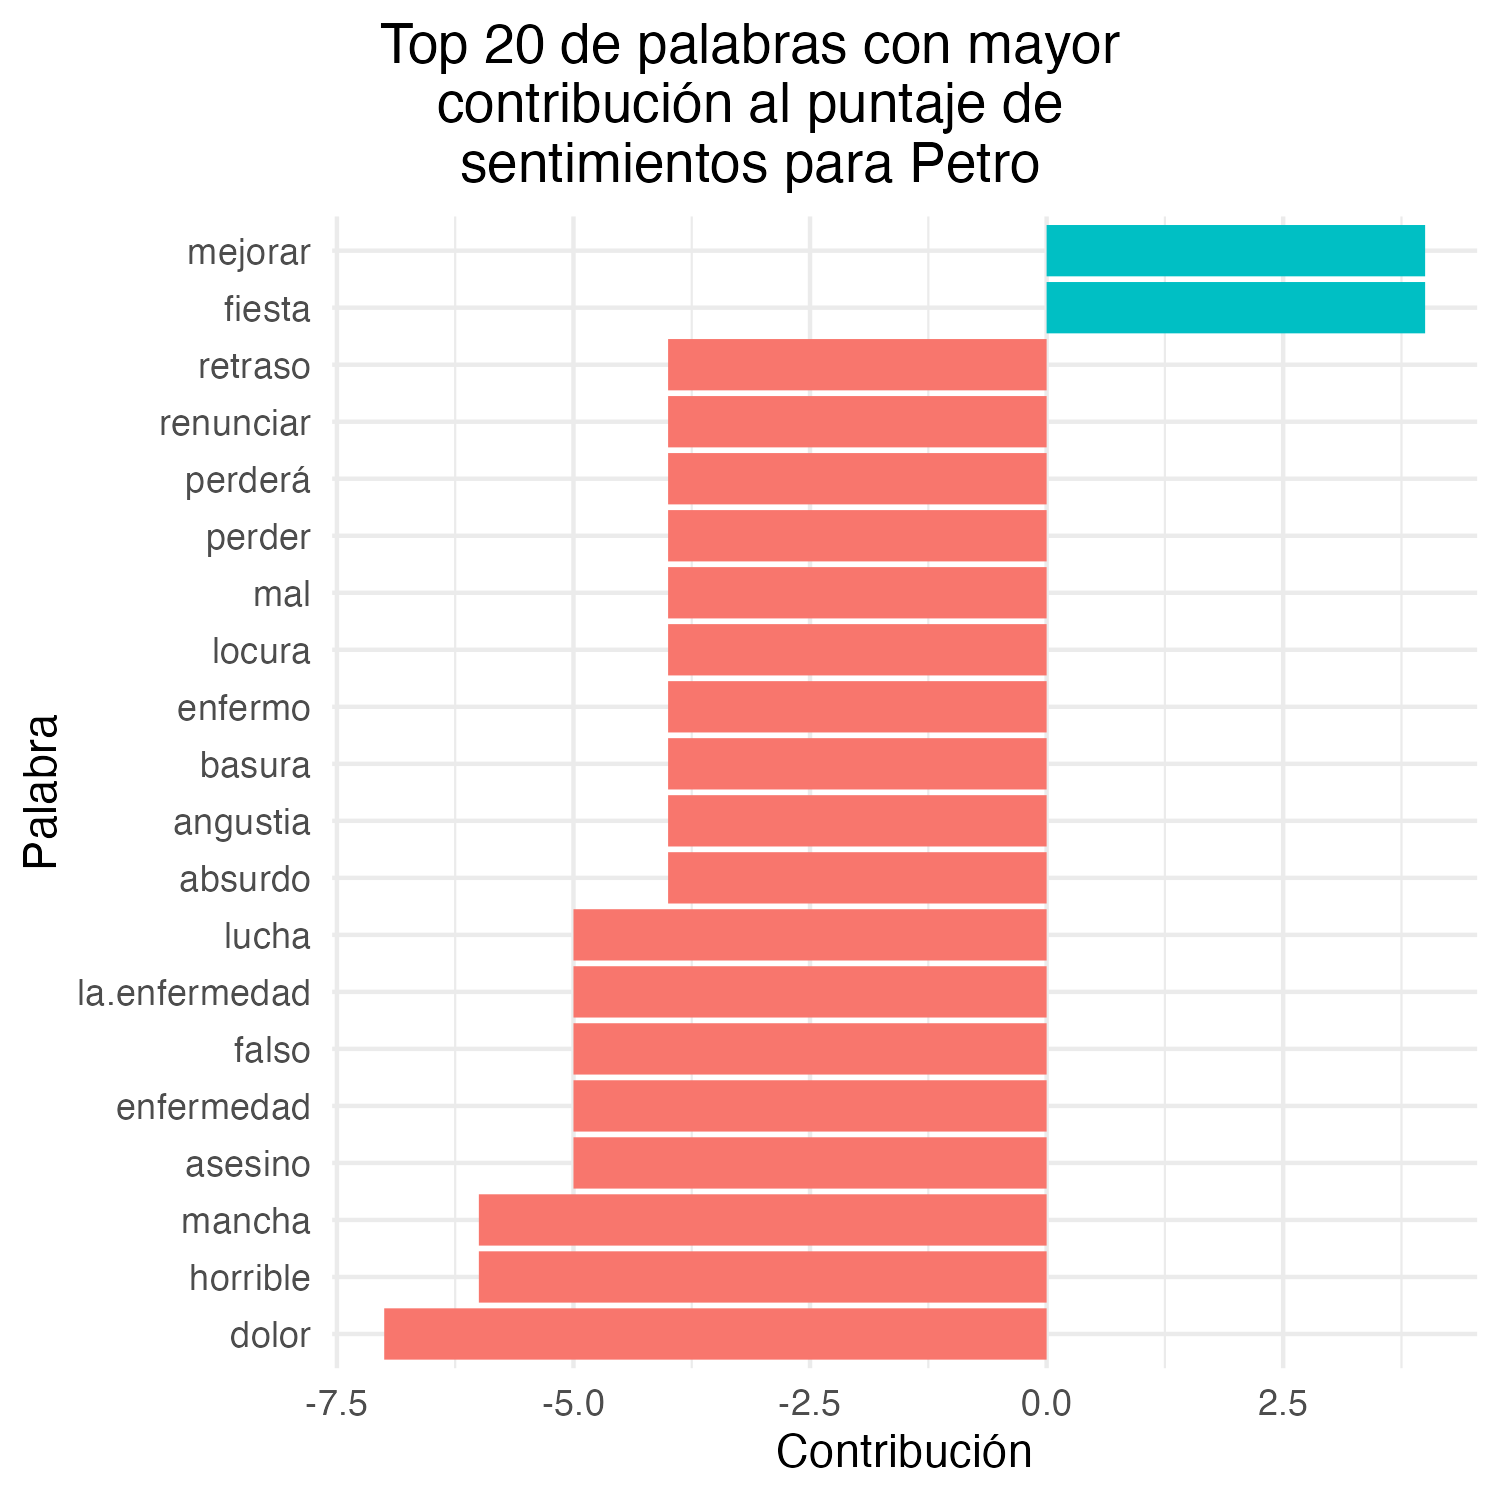 Top 20 de palabras con mayor
contribución al puntaje de
sentimientos para Petro
Palabra
mejorar
fiesta
retraso
renunciar
perderá
perder
mal
locura
enfermo
basura
angustia
absurdo
lucha
la.enfermedad
falso
enfermedad
asesino
mancha
horrible
dolor
-7.5 -5.0 -2.5 0.0 2.5
Contribución